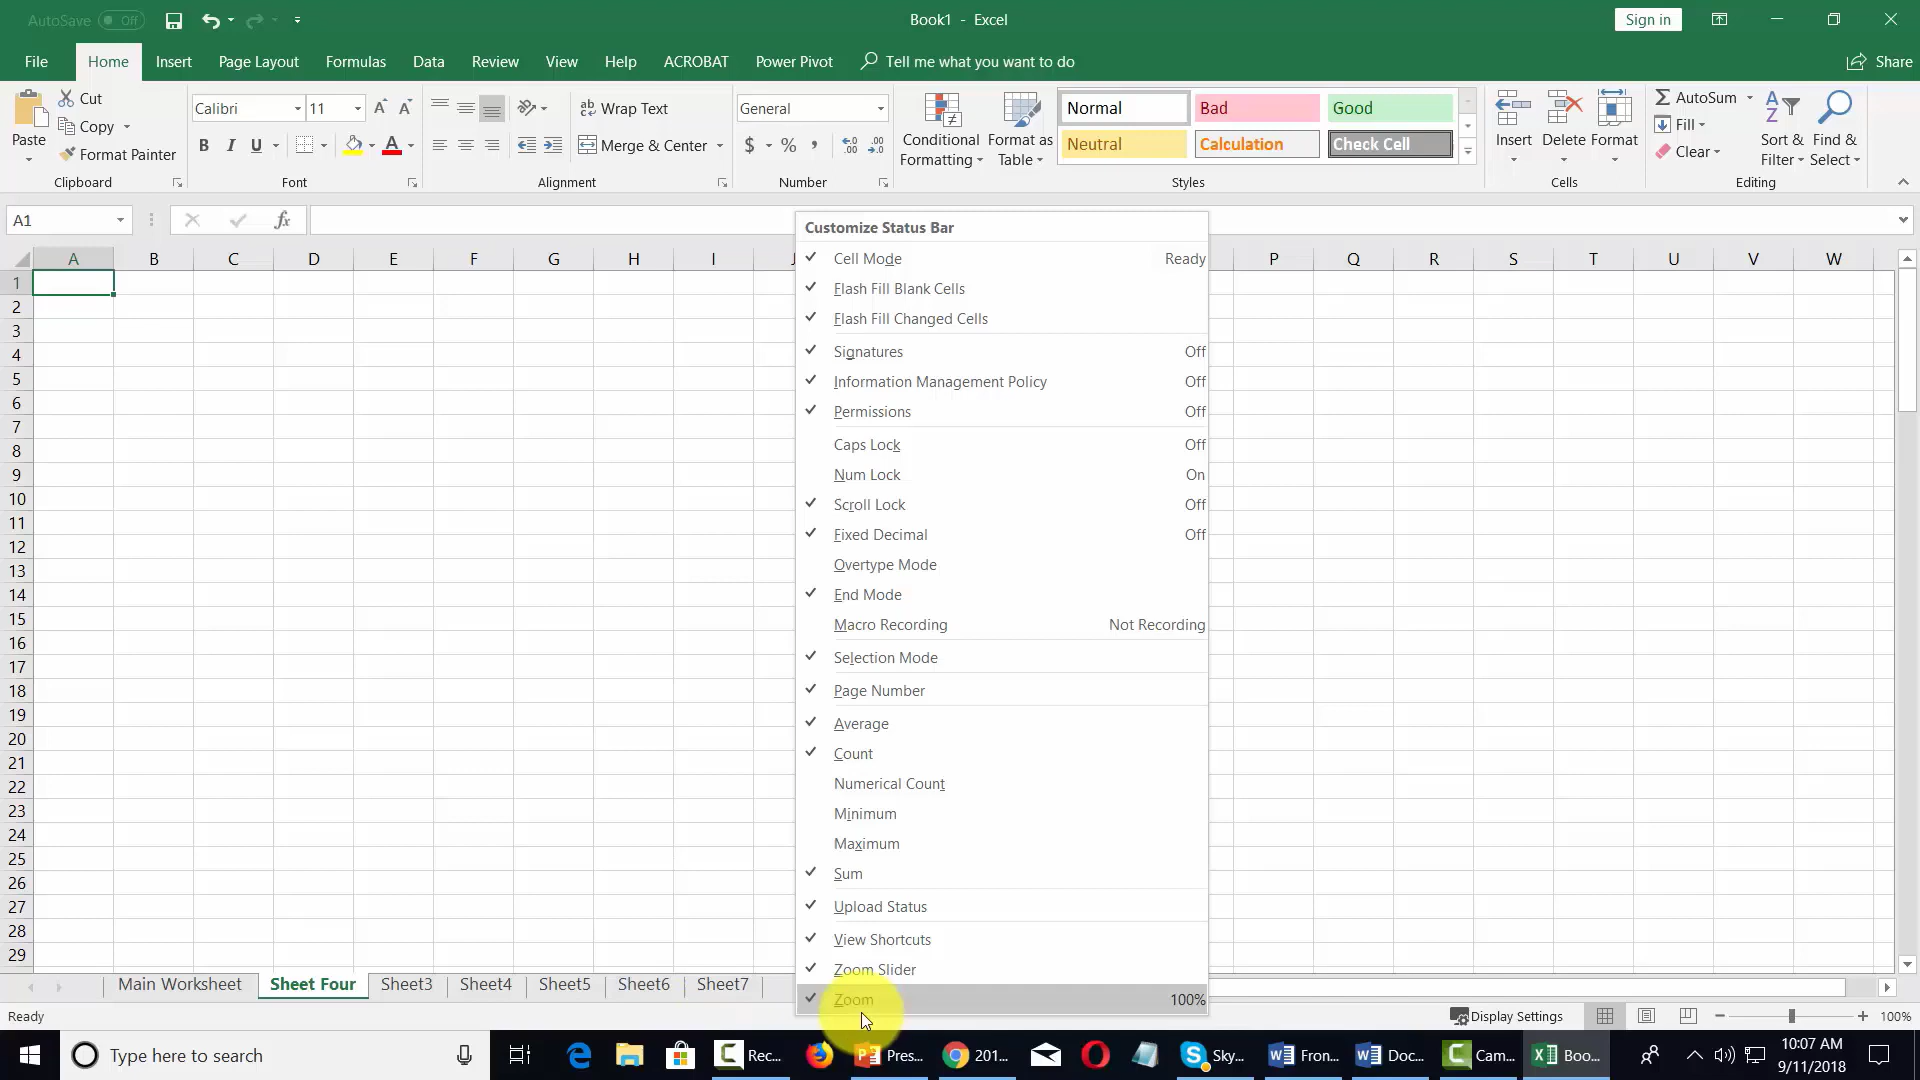 AutoSave Off
Book1 - Excel
Sign in
File Home Insert Page Layout Formulas Data Review View Help ACROBAT Power Pivot Tell me what you want to do Share
Paste
Cut
Copy
Format Painter
Clipboard
Calibri 11
B I U
Font
Wrap Text
Merge & Center
Alignment
General
$ % ,
Number
Conditional Formatting
Format as Table
Normal Bad Good
Neutral Calculation Check Cell
Styles
Insert Delete Format
Cells
AutoSum
Fill
Clear
Sort & Filter
Find & Select
Editing
A1
fx
A B C D E F G H I J P Q R S T U V W
1
2
3
4
5
6
7
8
9
10
11
12
13
14
15
16
17
18
19
20
21
22
23
24
25
26
27
28
29
Customize Status Bar
Cell Mode Ready
Flash Fill Blank Cells
Flash Fill Changed Cells
Signatures Off
Information Management Policy Off
Permissions Off
Caps Lock Off
Num Lock On
Scroll Lock Off
Fixed Decimal Off
Overtype Mode
End Mode
Macro Recording Not Recording
Selection Mode
Page Number
Average
Count
Numerical Count
Minimum
Maximum
Sum
Upload Status
View Shortcuts
Zoom Slider
Zoom 100%
Main Worksheet Sheet Four Sheet3 Sheet4 Sheet5 Sheet6 Sheet7
Ready
Display Settings
100%
Type here to search
Rec...
Pres...
201...
Sky...
Fron...
Doc...
Cam...
Boo...
10:07 AM
9/11/2018